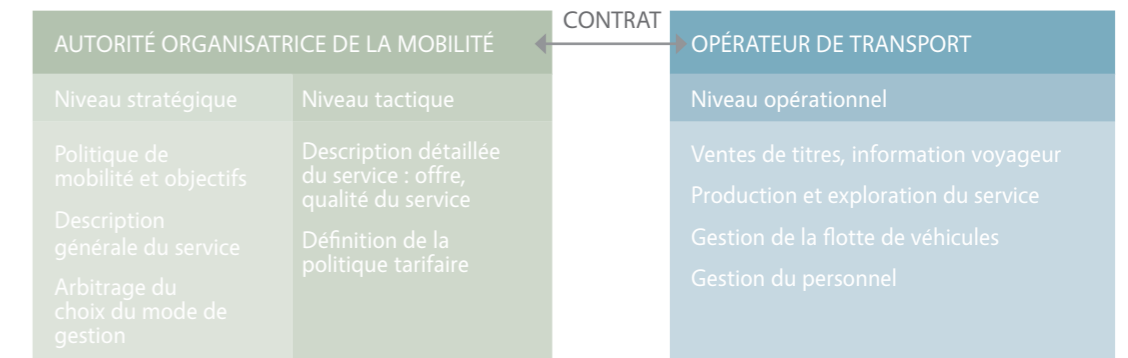 CONTRAT
AUTORITÉ ORGANISATRICE DE LA MOBILITÉ
Niveau stratégique
Politique de
mobilité et objectifs
Description
générale du service
Arbitrage du
choix du mode de
gestion
Niveau tactique
Description détaillée
du service : offre,
qualité du service
Définition de la
politique tarifaire
OPÉRATEUR DE TRANSPORT
Niveau opérationnel
Ventes de titres, information voyageur
Production et exploration du service
Gestion de la flotte de véhicules
Gestion du personnel